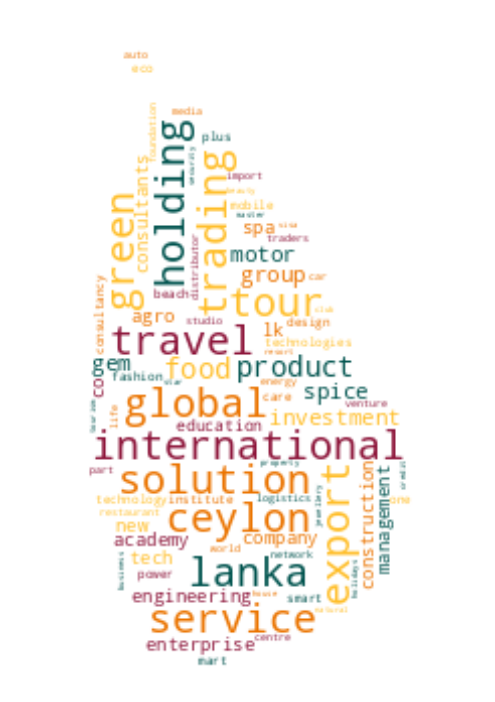 auto
eco
foundation
media
holding
plus
security
trading
consultants
green
import
beauty
mobile
master
spa
visa
traders
motor
distributor
group
car
beach
consultancy
tour
club
agro
studio
lk
design
travel
technologies
resort
gem
food
product
co
fashion
star
energy
spice
global
care
venture
tourism
life
education
investment
international
part
property
solution
export
construction
management
credit
technology
institute
logistics
jewellery
one
restaurant
ceylon
new
academy
company
world
tech
network
business
power
lanka
holidays
engineering
house
smart
natural
service
enterprise
centre
mart